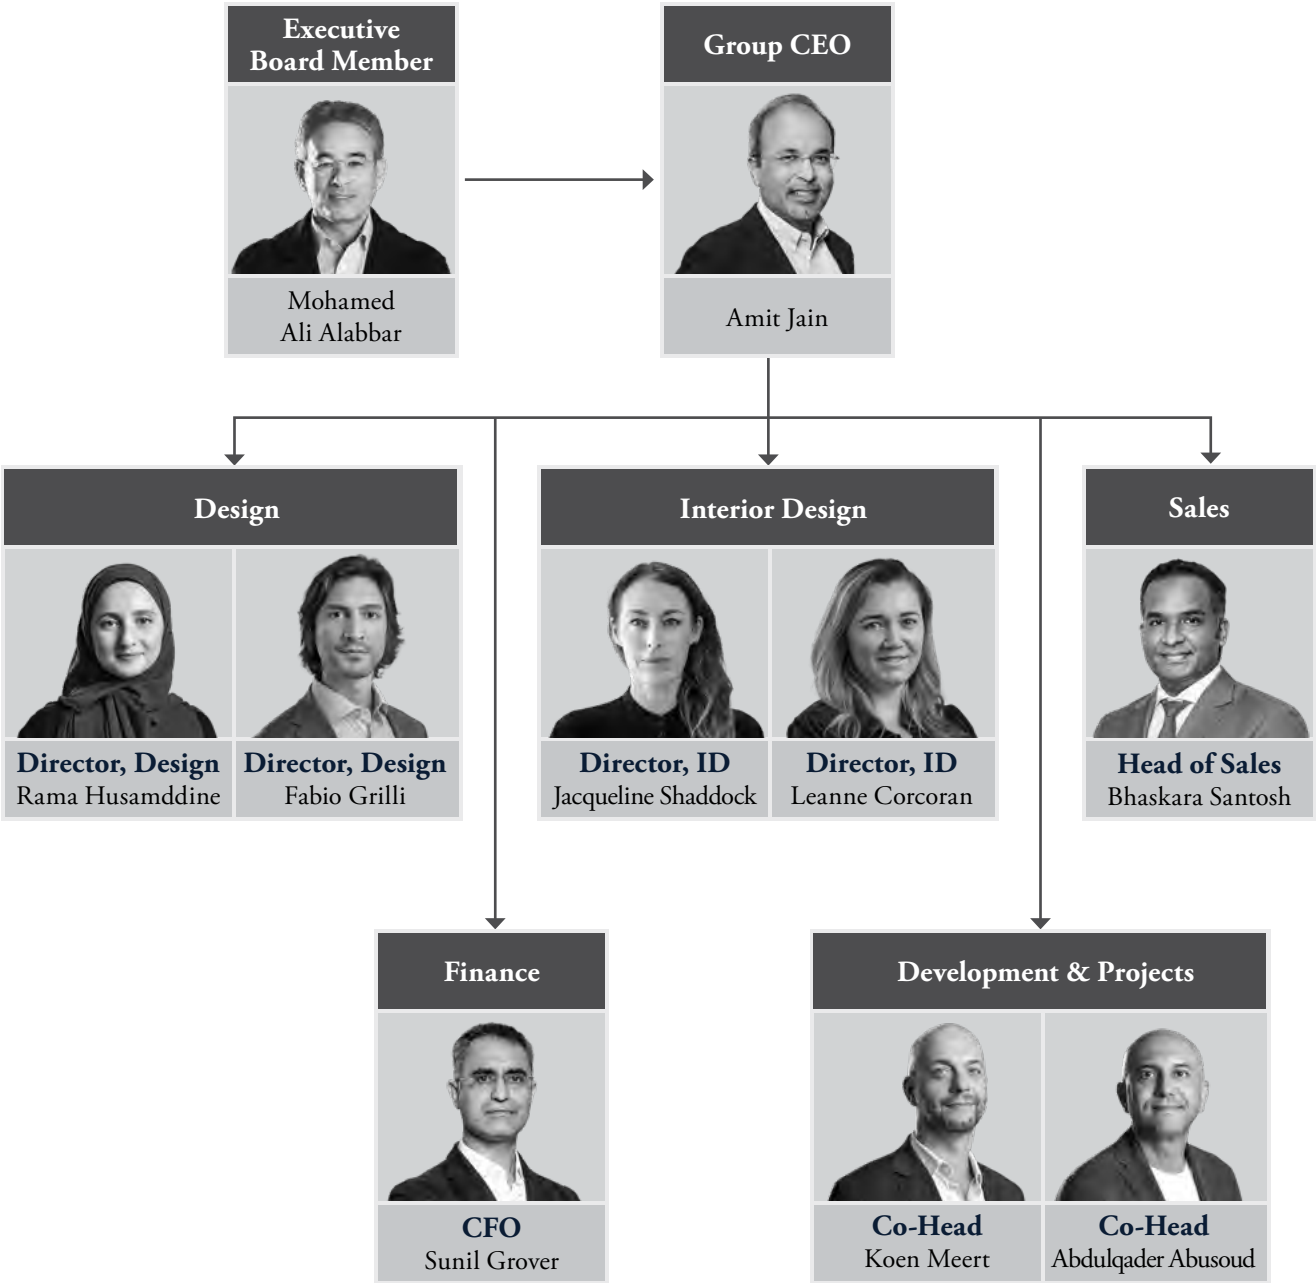 Executive
Board Member
Group CEO
Mohamed
Ali Alabbar
Amit Jain
Design
Interior Design
Sales
Director, Design
Rama Husamddine
Director, Design
Fabio Grilli
Director, ID
Jacqueline Shaddock
Director, ID
Leanne Corcoran
Head of Sales
Bhaskara Santosh
Finance
Development & Projects
CFO
Sunil Grover
Co-Head
Koen Meert
Co-Head
Abdulqader Abusoud